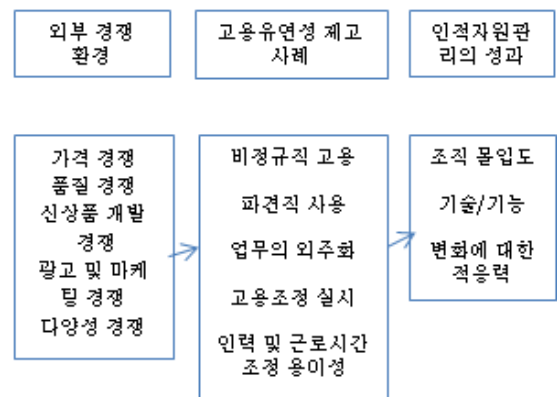 외부 경쟁
환경
고용유연성 제고
사례
인적자원관
리의 성과
가격 경쟁
품질 경쟁
신상품 개발
경쟁
광고 및 마케
팅 경쟁
다양성 경쟁
비정규직 고용
파견직 사용
업무의 외주화
고용조정 실시
인력 및 근로시간
조정 용이성
조직 몰입도
기술/기능
변화에 대한
적응력